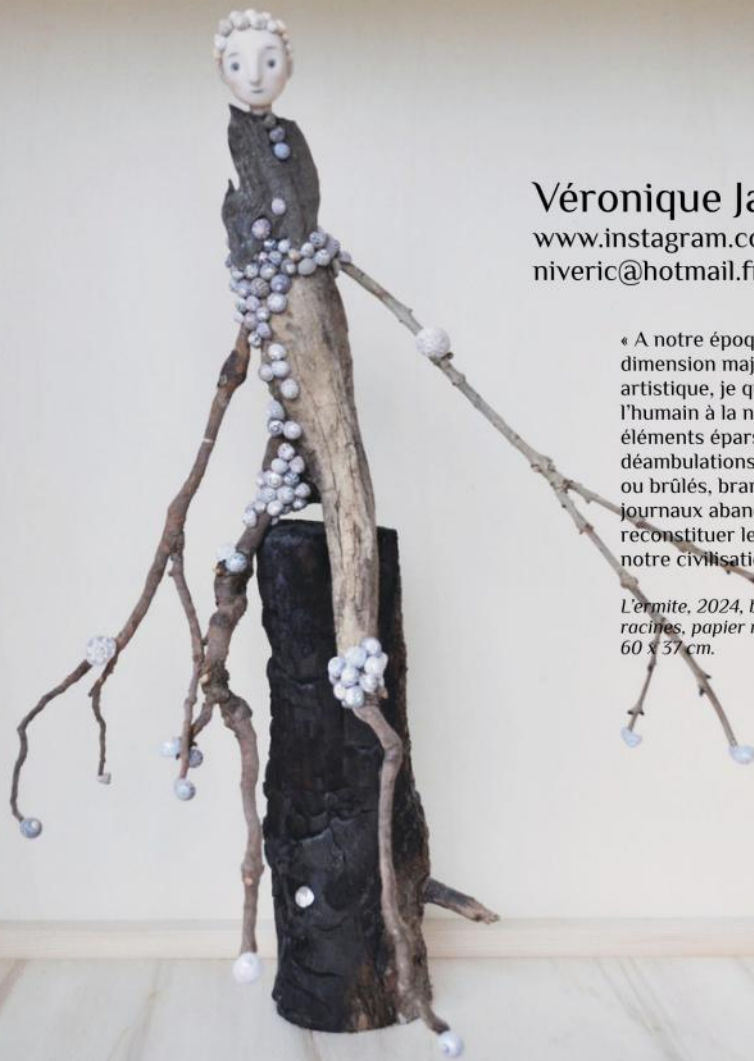 Véronique Ja
www.instagram.co
niveric@hotmail.f
« A notre époq
dimension maj
artistique, je q
l'humain à la n
éléments épars
déambulations
ou brûlés, bran
journaux aban
reconstituer le
notre civilisati
L'ermite, 2024, b
racines, papier
60 x 37 cm.